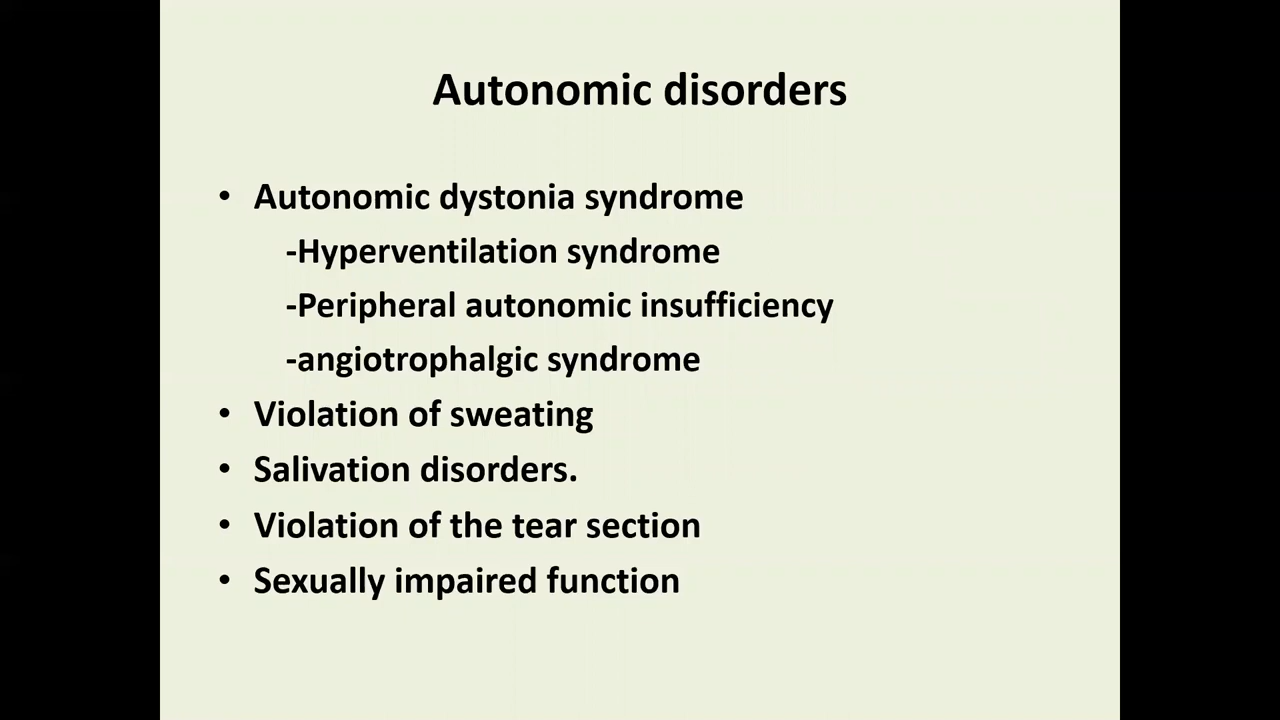 Autonomic disorders
• Autonomic dystonia syndrome
-Hyperventilation syndrome
-Peripheral autonomic insufficiency
-angiotrophalgic syndrome
• Violation of sweating
• Salivation disorders.
• Violation of the tear section
• Sexually impaired function